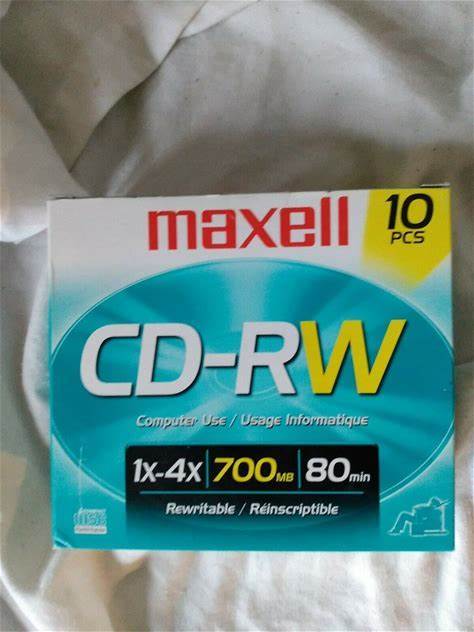 maxell
10
PCS
CD-RW
Computer Use / Usage Informatique
1X-4X 700MB 80min
Rewritable / Réinscriptible